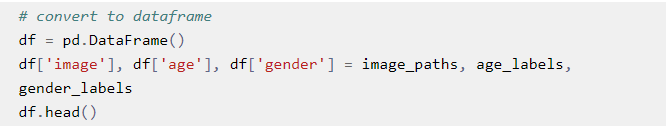 # convert to dataframe
df = pd.DataFrame()
df['image'], df['age'], df['gender'] = image_paths, age_labels,
gender_labels
df.head()